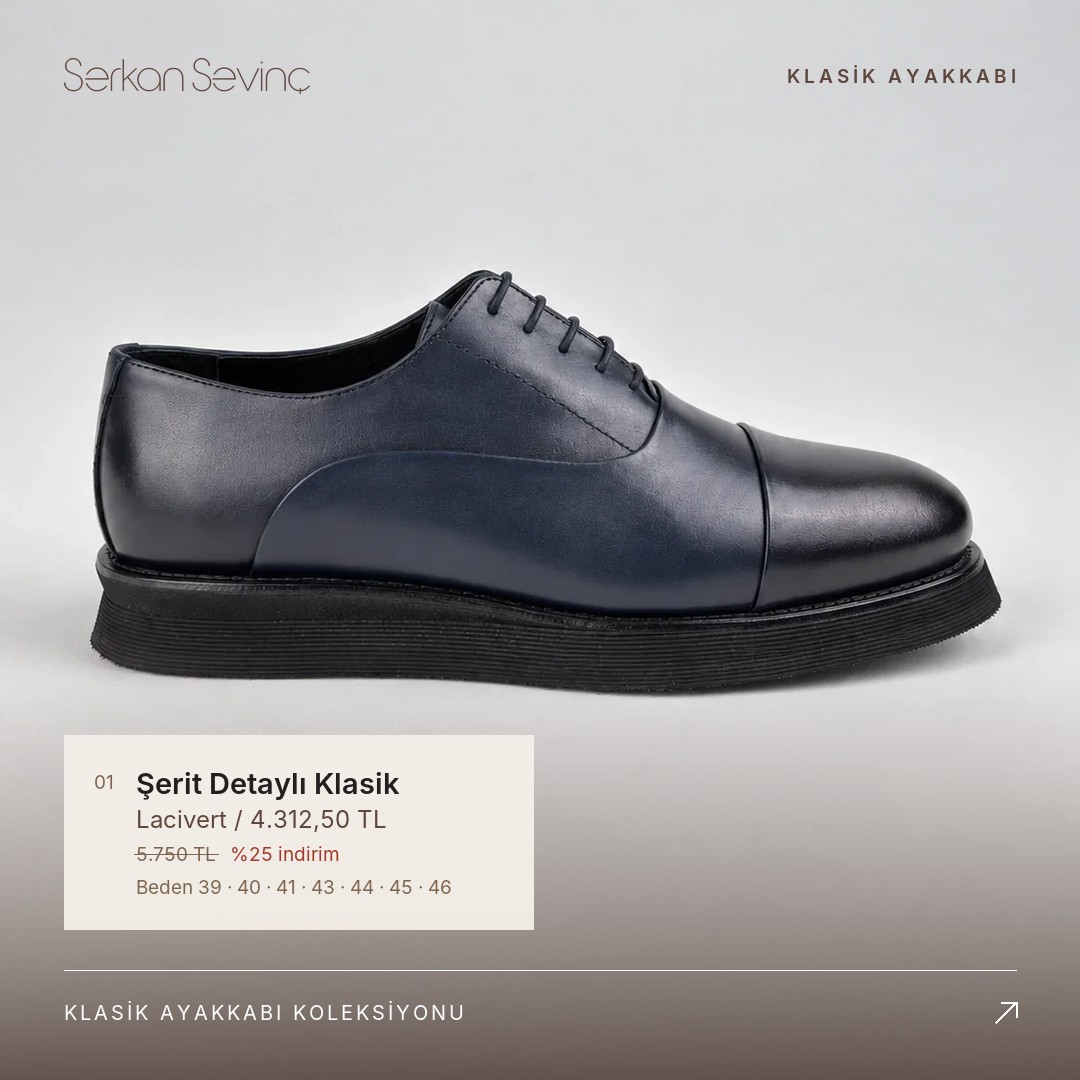 Serkan Sevinç
KLASİK AYAKKABI
01 Şerit Detaylı Klasik
Lacivert / 4.312,50 TL
5.750 TL %25 indirim
Beden 39 · 40 · 41 · 43 · 44 · 45 · 46
KLASİK AYAKKABI KOLEKSİYONU